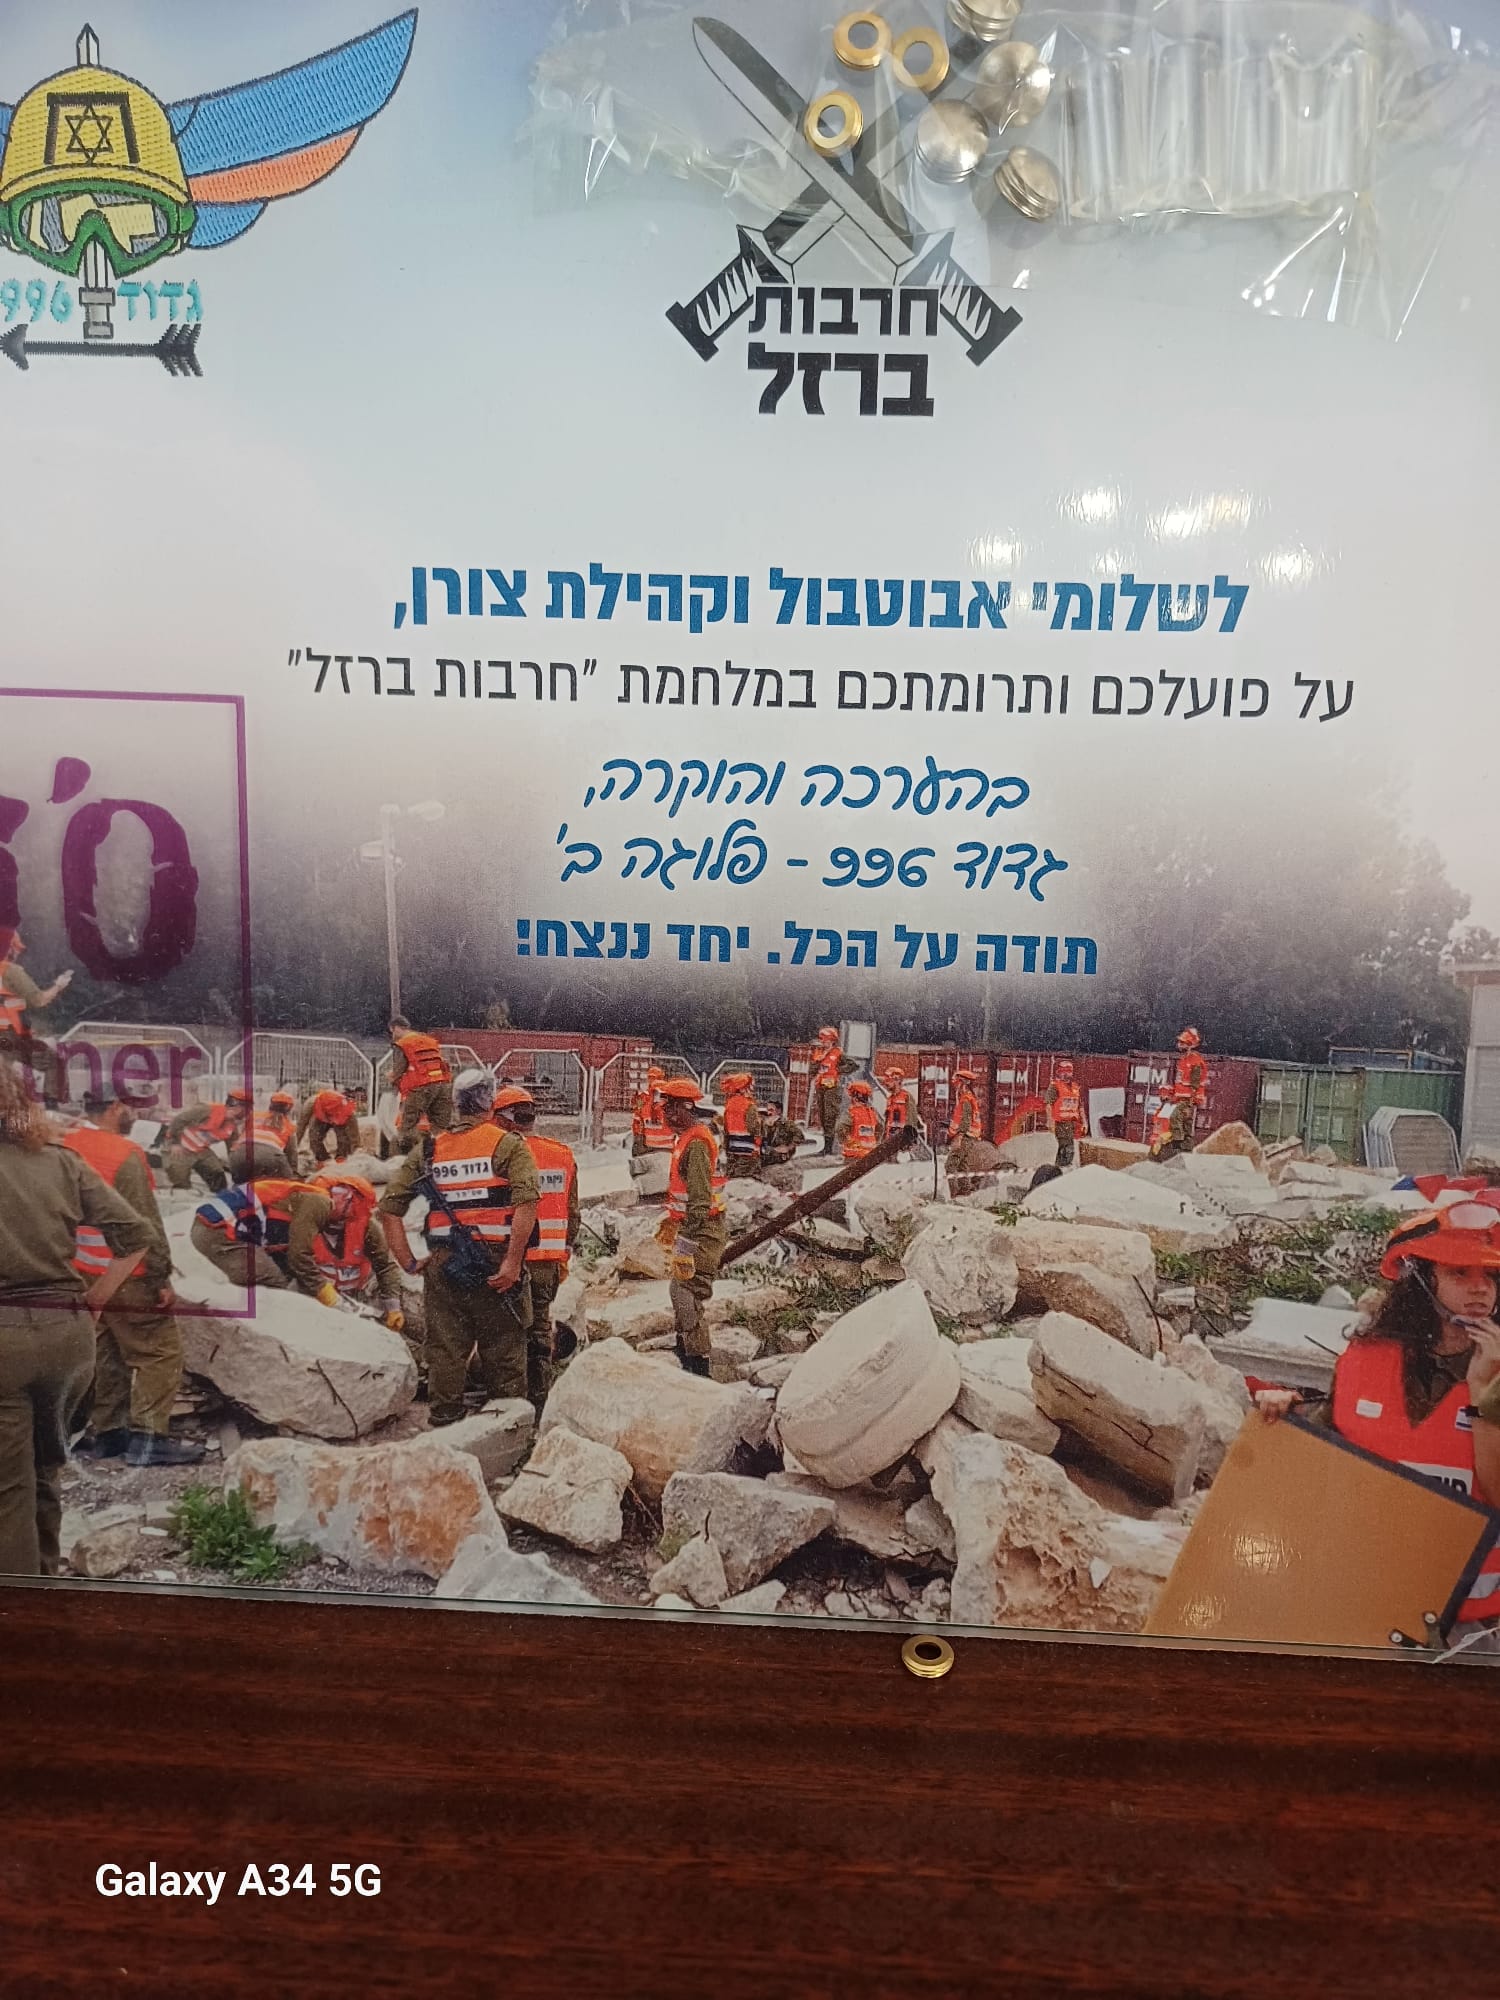 גדוד 996
חרבות
ברזל
לשלומי אבוטבול וקהילת צורן,
על פועלכם ותרומתכם במלחמת "חרבות ברזל"
בהערכה והוקרה,
גדוד 996 - פלוגה ב'
תודה על הכל. יחד ננצח!
גדוד 996
Galaxy A34 5G